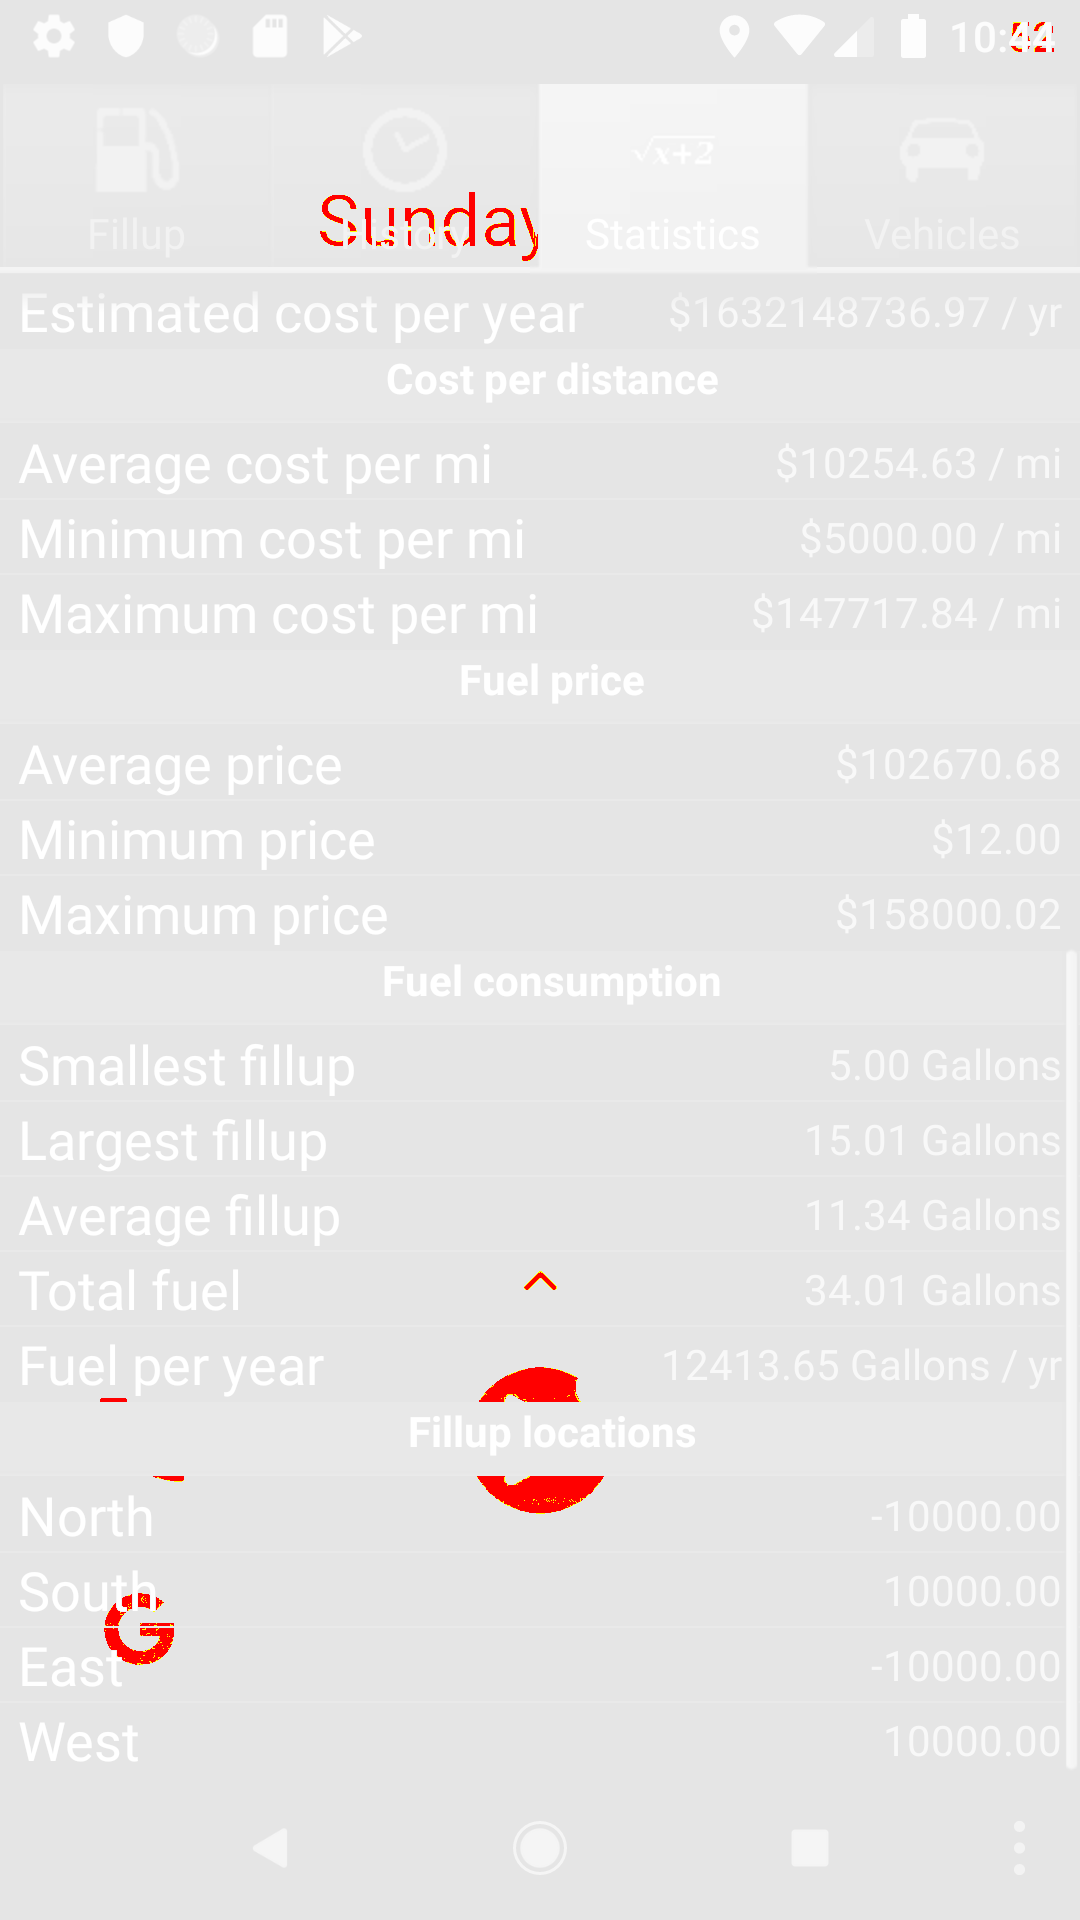 Sunday
Fillup History Statistics Vehicles
√x+2
Estimated cost per year $1632148736.97 / yr
Cost per distance
Average cost per mi $10254.63 / mi
Minimum cost per mi $5000.00 / mi
Maximum cost per mi $147717.84 / mi
Fuel price
Average price $102670.68
Minimum price $12.00
Maximum price $158000.02
Fuel consumption
Smallest fillup 5.00 Gallons
Largest fillup 15.01 Gallons
Average fillup 11.34 Gallons
Total fuel 34.01 Gallons
Fuel per year 12413.65 Gallons / yr
Fillup locations
North -10000.00
South 10000.00
G
East -10000.00
West 10000.00